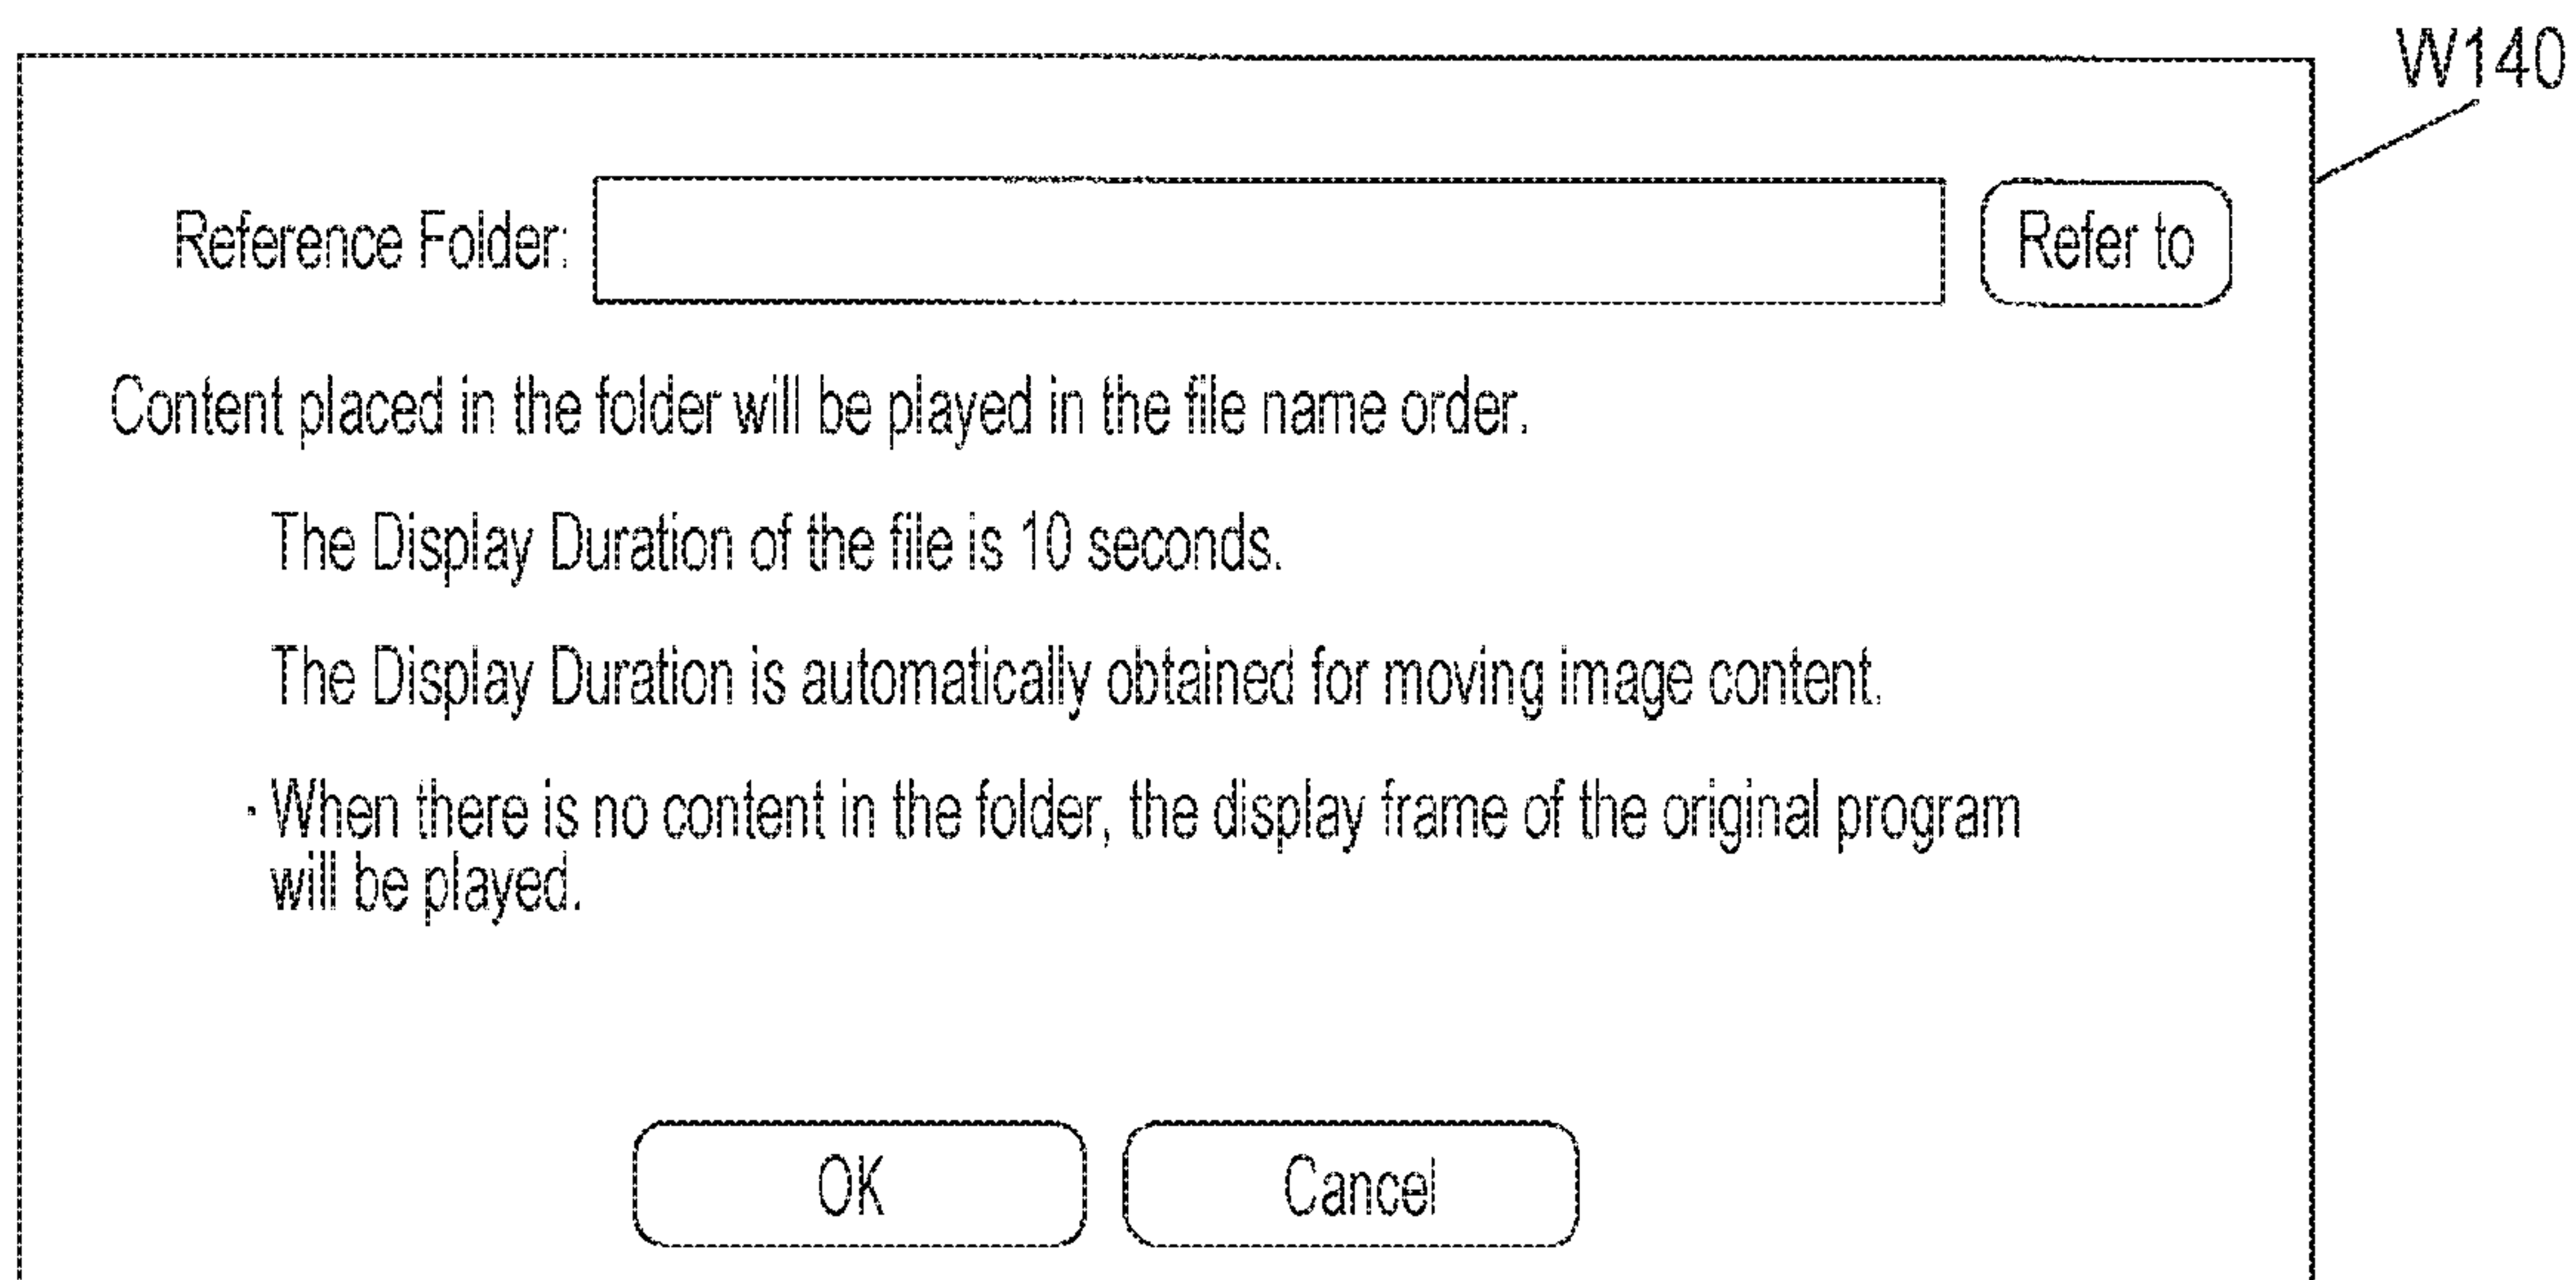 W140
Reference Folder: Refer to
Content placed in the folder will be played in the file name order.
The Display Duration of the file is 10 seconds.
The Display Duration is automatically obtained for moving image content.
· When there is no content in the folder, the display frame of the original program
will be played.
OK Cancel